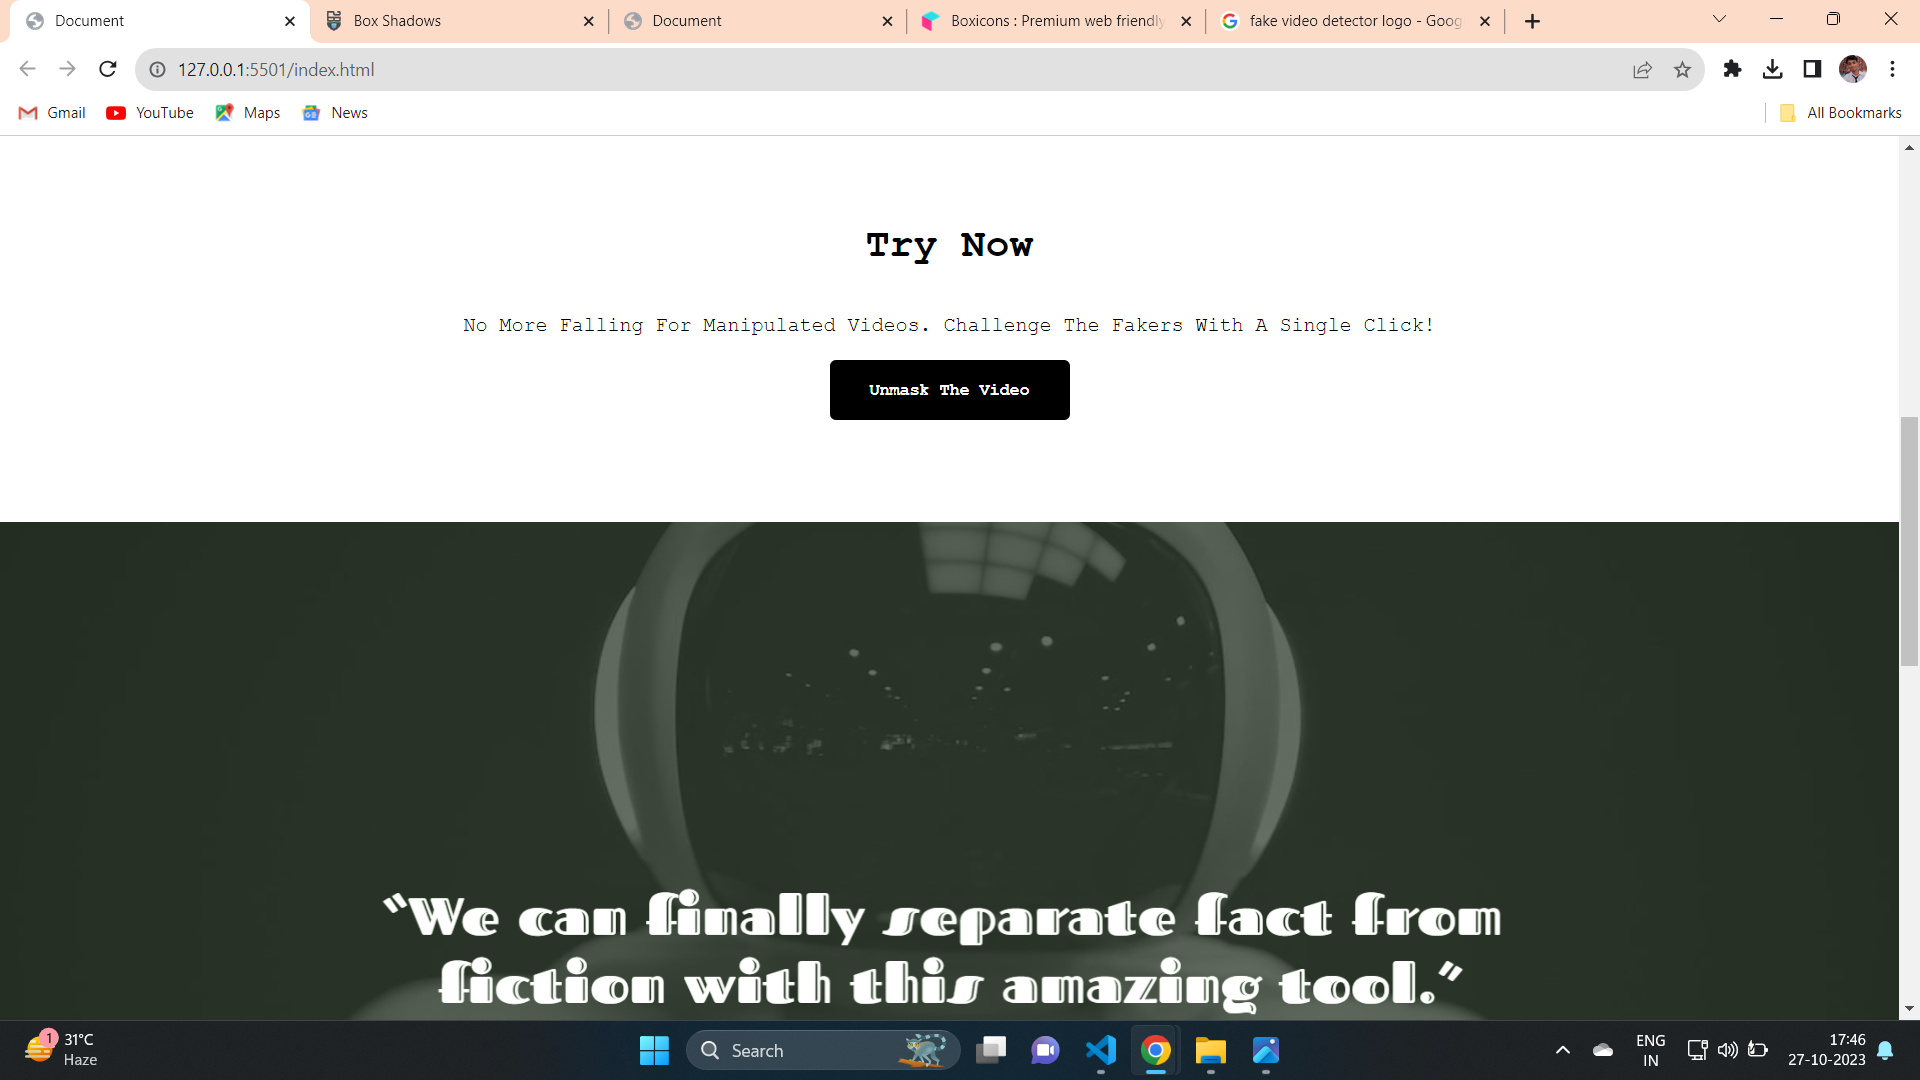 Document
Box Shadows
Document
Boxicons : Premium web friendly
fake video detector logo - Goog
127.0.0.1:5501/index.html
Gmail
YouTube
Maps
News
All Bookmarks
Try Now
No More Falling For Manipulated Videos. Challenge The Fakers With A Single Click!
Unmask The Video
“We can finally separate fact from
fiction with this amazing tool.”
1
31°C
Haze
Search
ENG
IN
17:46
27-10-2023